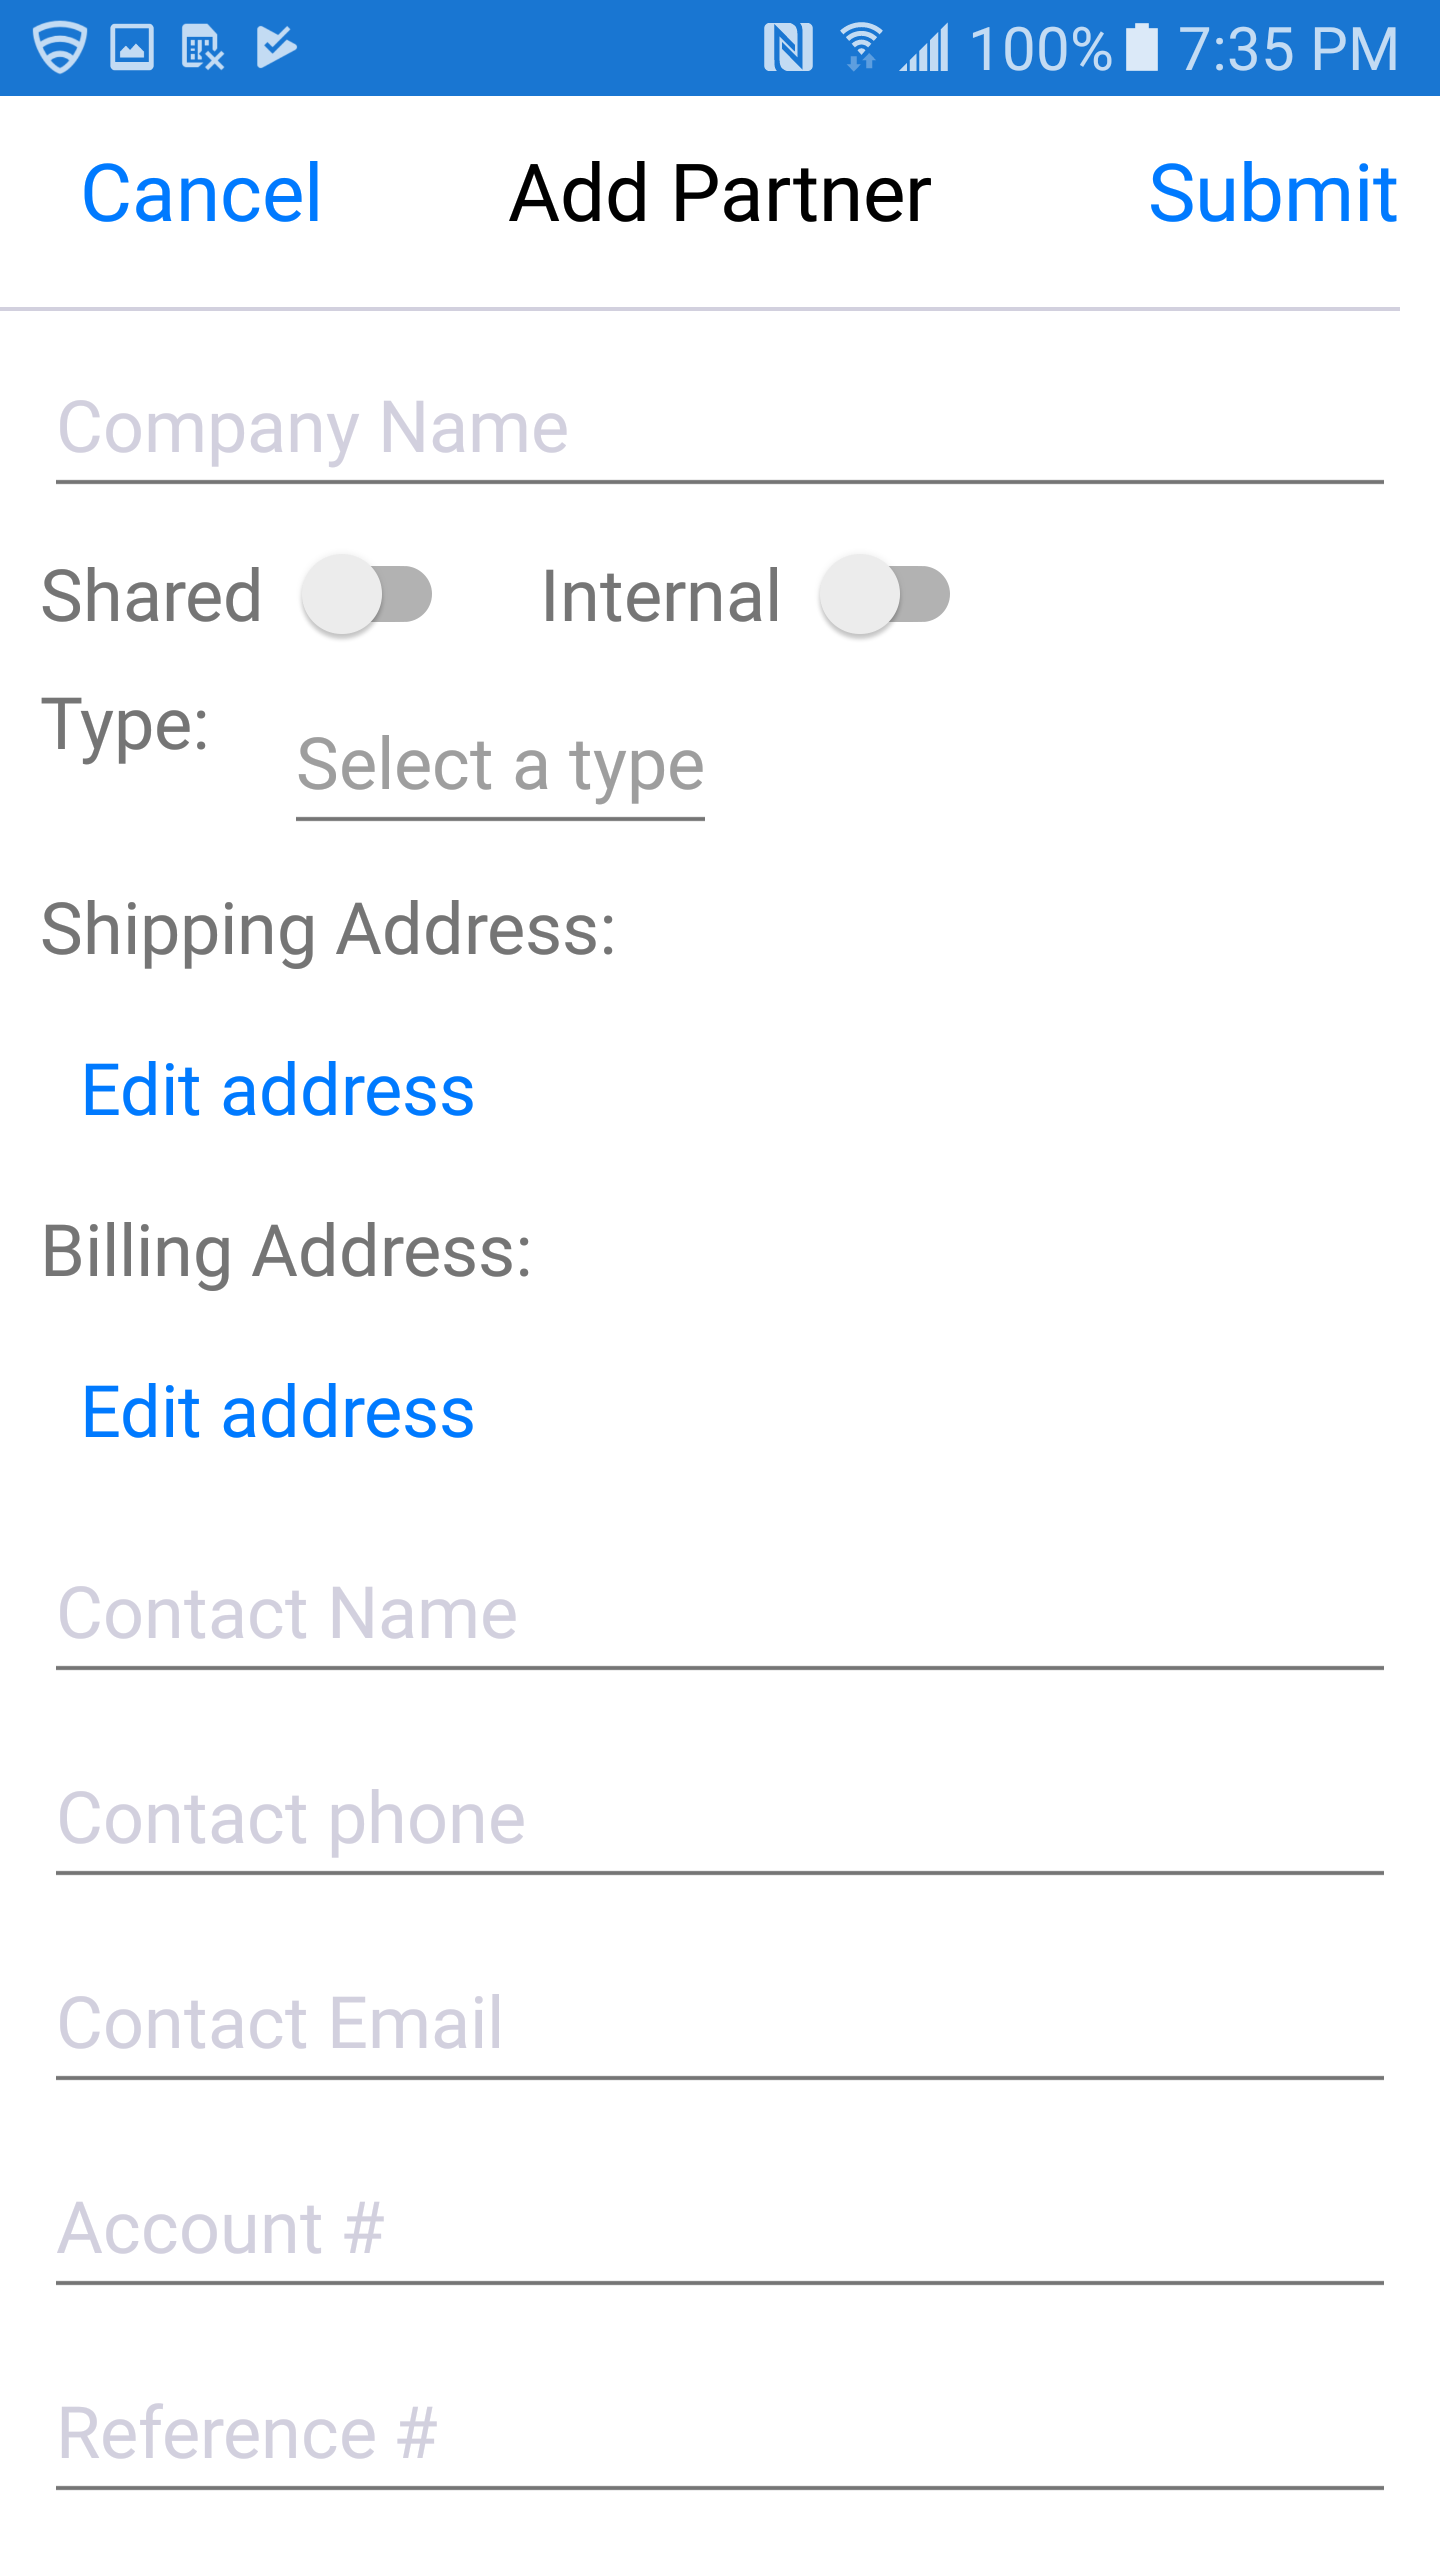 100% 7:35 PM
Cancel Add Partner Submit
Company Name
Shared Internal
Type: Select a type
Shipping Address:
Edit address
Billing Address:
Edit address
Contact Name
Contact phone
Contact Email
Account #
Reference #